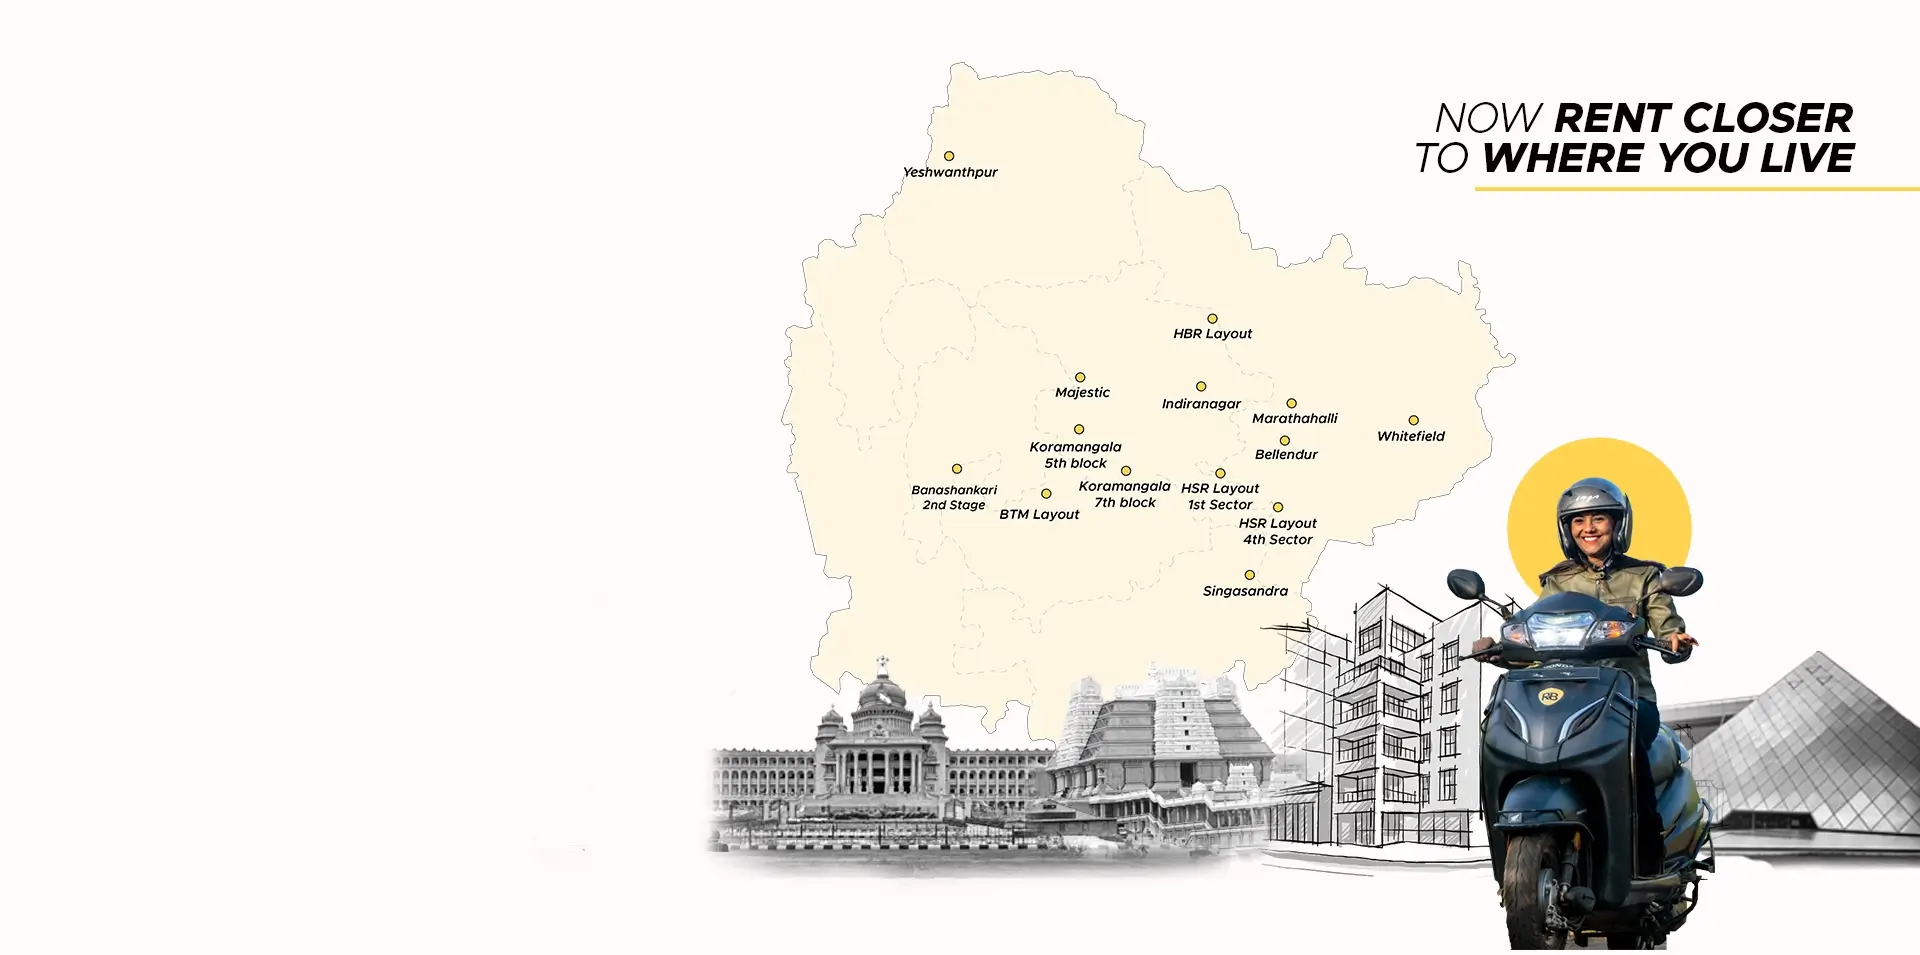 NOW RENT CLOSER
TO WHERE YOU LIVE
Yeshwanthpur
HBR Layout
Majestic
Indiranagar
Marathahalli
Whitefield
Koramangala
5th block
Bellendur
Banashankari
2nd Stage
BTM Layout
Koramangala
7th block
HSR Layout
1st Sector
HSR Layout
4th Sector
Singasandra
HONDA
RB